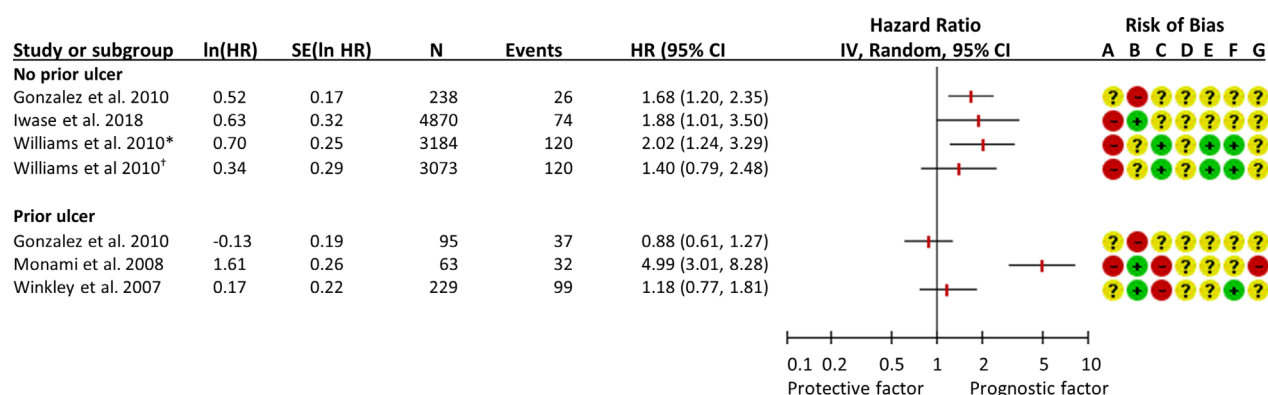 Hazard Ratio Risk of Bias
Study or subgroup ln(HR) SE(ln HR) N Events HR (95% CI IV, Random, 95% CI A B C D E F G
No prior ulcer
Gonzalez et al. 2010 0.52 0.17 238 26 1.68 (1.20, 2.35) ? - ? ? ? ? ?
Iwase et al. 2018 0.63 0.32 4870 74 1.88 (1.01, 3.50) - + ? ? ? ? ?
Williams et al. 2010* 0.70 0.25 3184 120 2.02 (1.24, 3.29) - ? + ? + + ?
Williams et al 2010† 0.34 0.29 3073 120 1.40 (0.79, 2.48) - ? + ? + + ?
Prior ulcer
Gonzalez et al. 2010 -0.13 0.19 95 37 0.88 (0.61, 1.27) ? - ? ? ? ? ?
Monami et al. 2008 1.61 0.26 63 32 4.99 (3.01, 8.28) - + - ? ? ? -
Winkley et al. 2007 0.17 0.22 229 99 1.18 (0.77, 1.81) ? + - ? ? + ?
0.1 0.2 0.5 1 2 5 10
Protective factor Prognostic factor